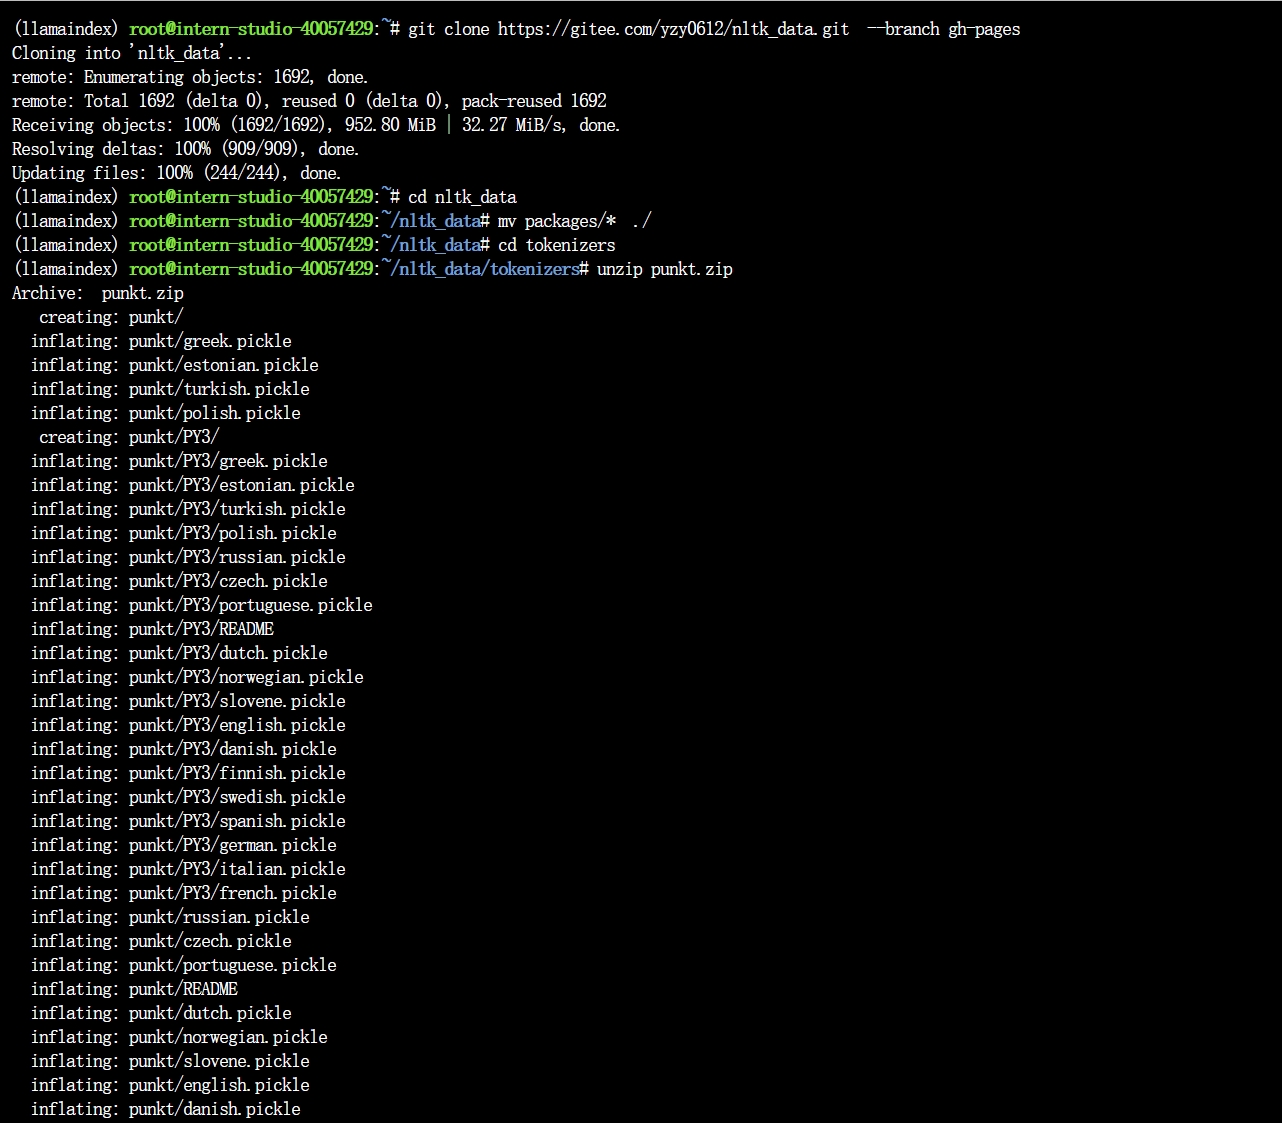 (llamaindex) root@intern-studio-40057429:~# git clone https://gitee.com/yzy0612/nltk_data.git  --branch gh-pages
Cloning into 'nltk_data'...
remote: Enumerating objects: 1692, done.
remote: Total 1692 (delta 0), reused 0 (delta 0), pack-reused 1692
Receiving objects: 100% (1692/1692), 952.80 MiB | 32.27 MiB/s, done.
Resolving deltas: 100% (909/909), done.
Updating files: 100% (244/244), done.
(llamaindex) root@intern-studio-40057429:~# cd nltk_data
(llamaindex) root@intern-studio-40057429:~/nltk_data# mv packages/*  ./
(llamaindex) root@intern-studio-40057429:~/nltk_data# cd tokenizers
(llamaindex) root@intern-studio-40057429:~/nltk_data/tokenizers# unzip punkt.zip
Archive:  punkt.zip
   creating: punkt/
  inflating: punkt/greek.pickle
  inflating: punkt/estonian.pickle
  inflating: punkt/turkish.pickle
  inflating: punkt/polish.pickle
   creating: punkt/PY3/
  inflating: punkt/PY3/greek.pickle
  inflating: punkt/PY3/estonian.pickle
  inflating: punkt/PY3/turkish.pickle
  inflating: punkt/PY3/polish.pickle
  inflating: punkt/PY3/russian.pickle
  inflating: punkt/PY3/czech.pickle
  inflating: punkt/PY3/portuguese.pickle
  inflating: punkt/PY3/README
  inflating: punkt/PY3/dutch.pickle
  inflating: punkt/PY3/norwegian.pickle
  inflating: punkt/PY3/slovene.pickle
  inflating: punkt/PY3/english.pickle
  inflating: punkt/PY3/danish.pickle
  inflating: punkt/PY3/finnish.pickle
  inflating: punkt/PY3/swedish.pickle
  inflating: punkt/PY3/spanish.pickle
  inflating: punkt/PY3/german.pickle
  inflating: punkt/PY3/italian.pickle
  inflating: punkt/PY3/french.pickle
  inflating: punkt/russian.pickle
  inflating: punkt/czech.pickle
  inflating: punkt/portuguese.pickle
  inflating: punkt/README
  inflating: punkt/dutch.pickle
  inflating: punkt/norwegian.pickle
  inflating: punkt/slovene.pickle
  inflating: punkt/english.pickle
  inflating: punkt/danish.pickle